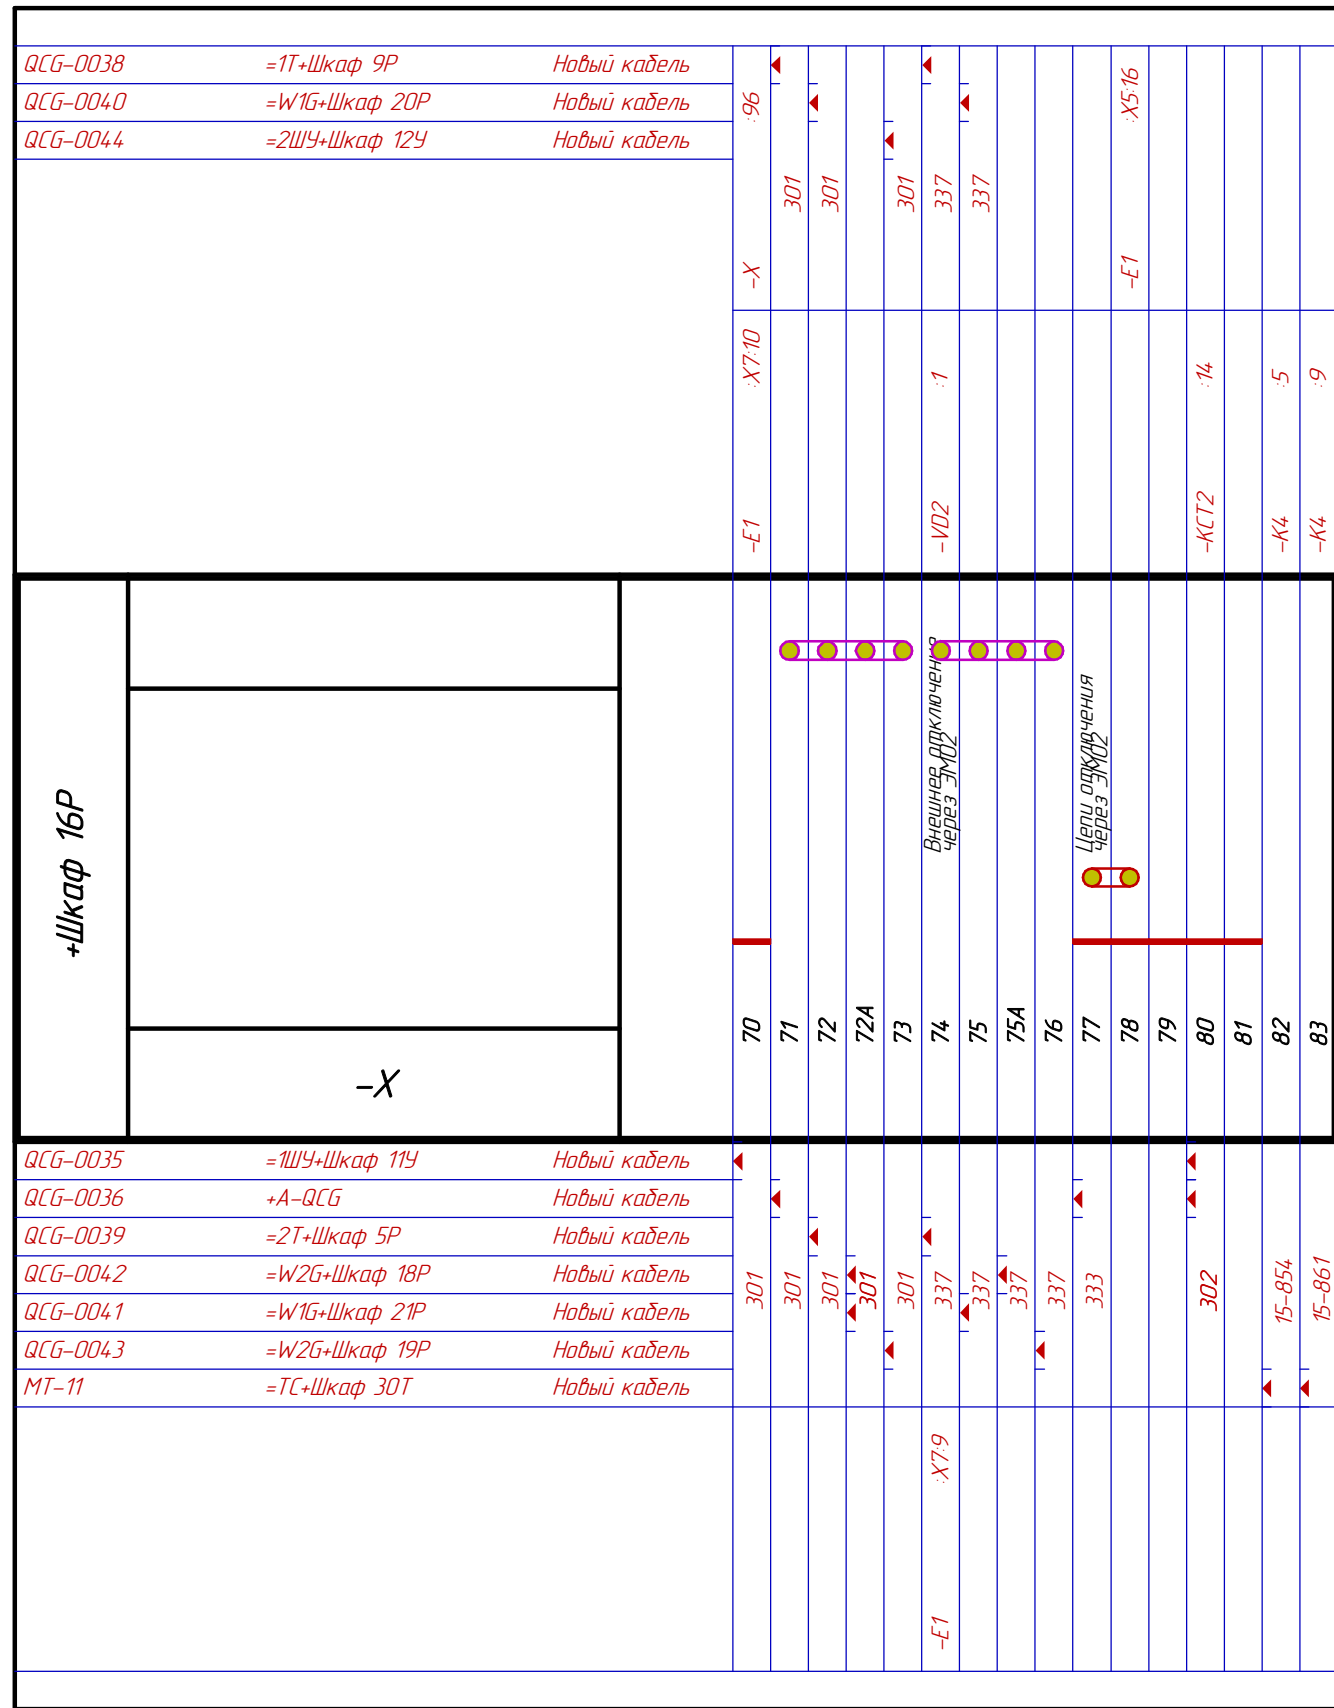 QCG-0038 =1Т+Шкаф 9Р Новый кабель
QCG-0040 =W1G+Шкаф 20Р Новый кабель
QCG-0044 =2ШУ+Шкаф 12У Новый кабель
:96
:X5:16
301
301
301
337
337
-X
-E1
:X7:10
:1
:14
:5
:9
-E1
-VD2
-КСТ2
-K4
-K4
+Шкаф 16Р
-X
Внешнее отключение
через ЭМО2
Цепи отключения
через ЭМО2
70
71
72
72А
73
74
75
75А
76
77
78
79
80
81
82
83
QCG-0035 =1ШУ+Шкаф 11У Новый кабель
QCG-0036 +A-QCG Новый кабель
QCG-0039 =2Т+Шкаф 5Р Новый кабель
QCG-0042 =W2G+Шкаф 18Р Новый кабель
QCG-0041 =W1G+Шкаф 21Р Новый кабель
QCG-0043 =W2G+Шкаф 19Р Новый кабель
МТ-11 =ТС+Шкаф 30Т Новый кабель
301
301
301
301
301
337
337
337
337
333
302
15-854
15-861
:X7:9
-E1